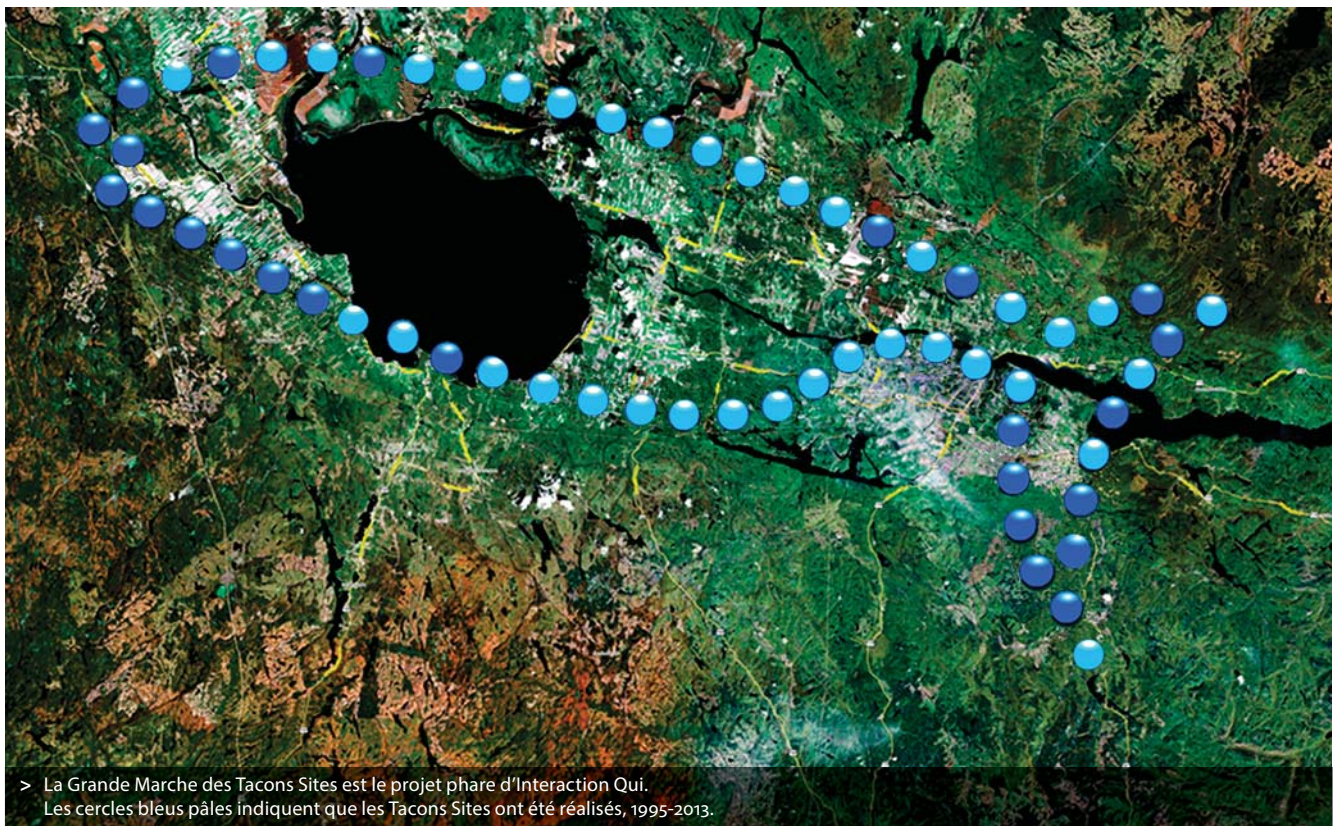 > La Grande Marche des Tacons Sites est le projet phare d’Interaction Qui.
Les cercles bleus pâles indiquent que les Tacons Sites ont été réalisés, 1995-2013.